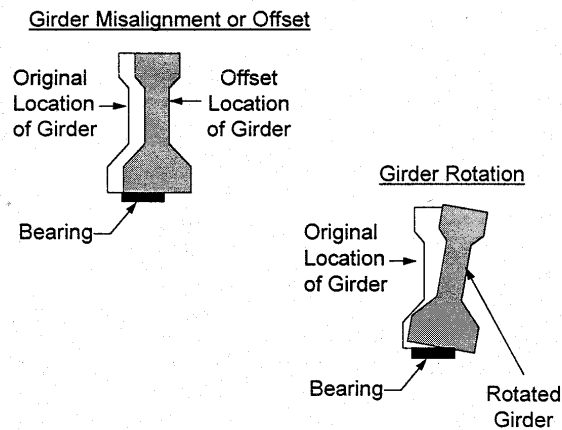 Girder Misalignment or Offset
Original
Location
of Girder
Offset
Location
of Girder
Bearing
Girder Rotation
Original
Location
of Girder
Bearing
Rotated
Girder